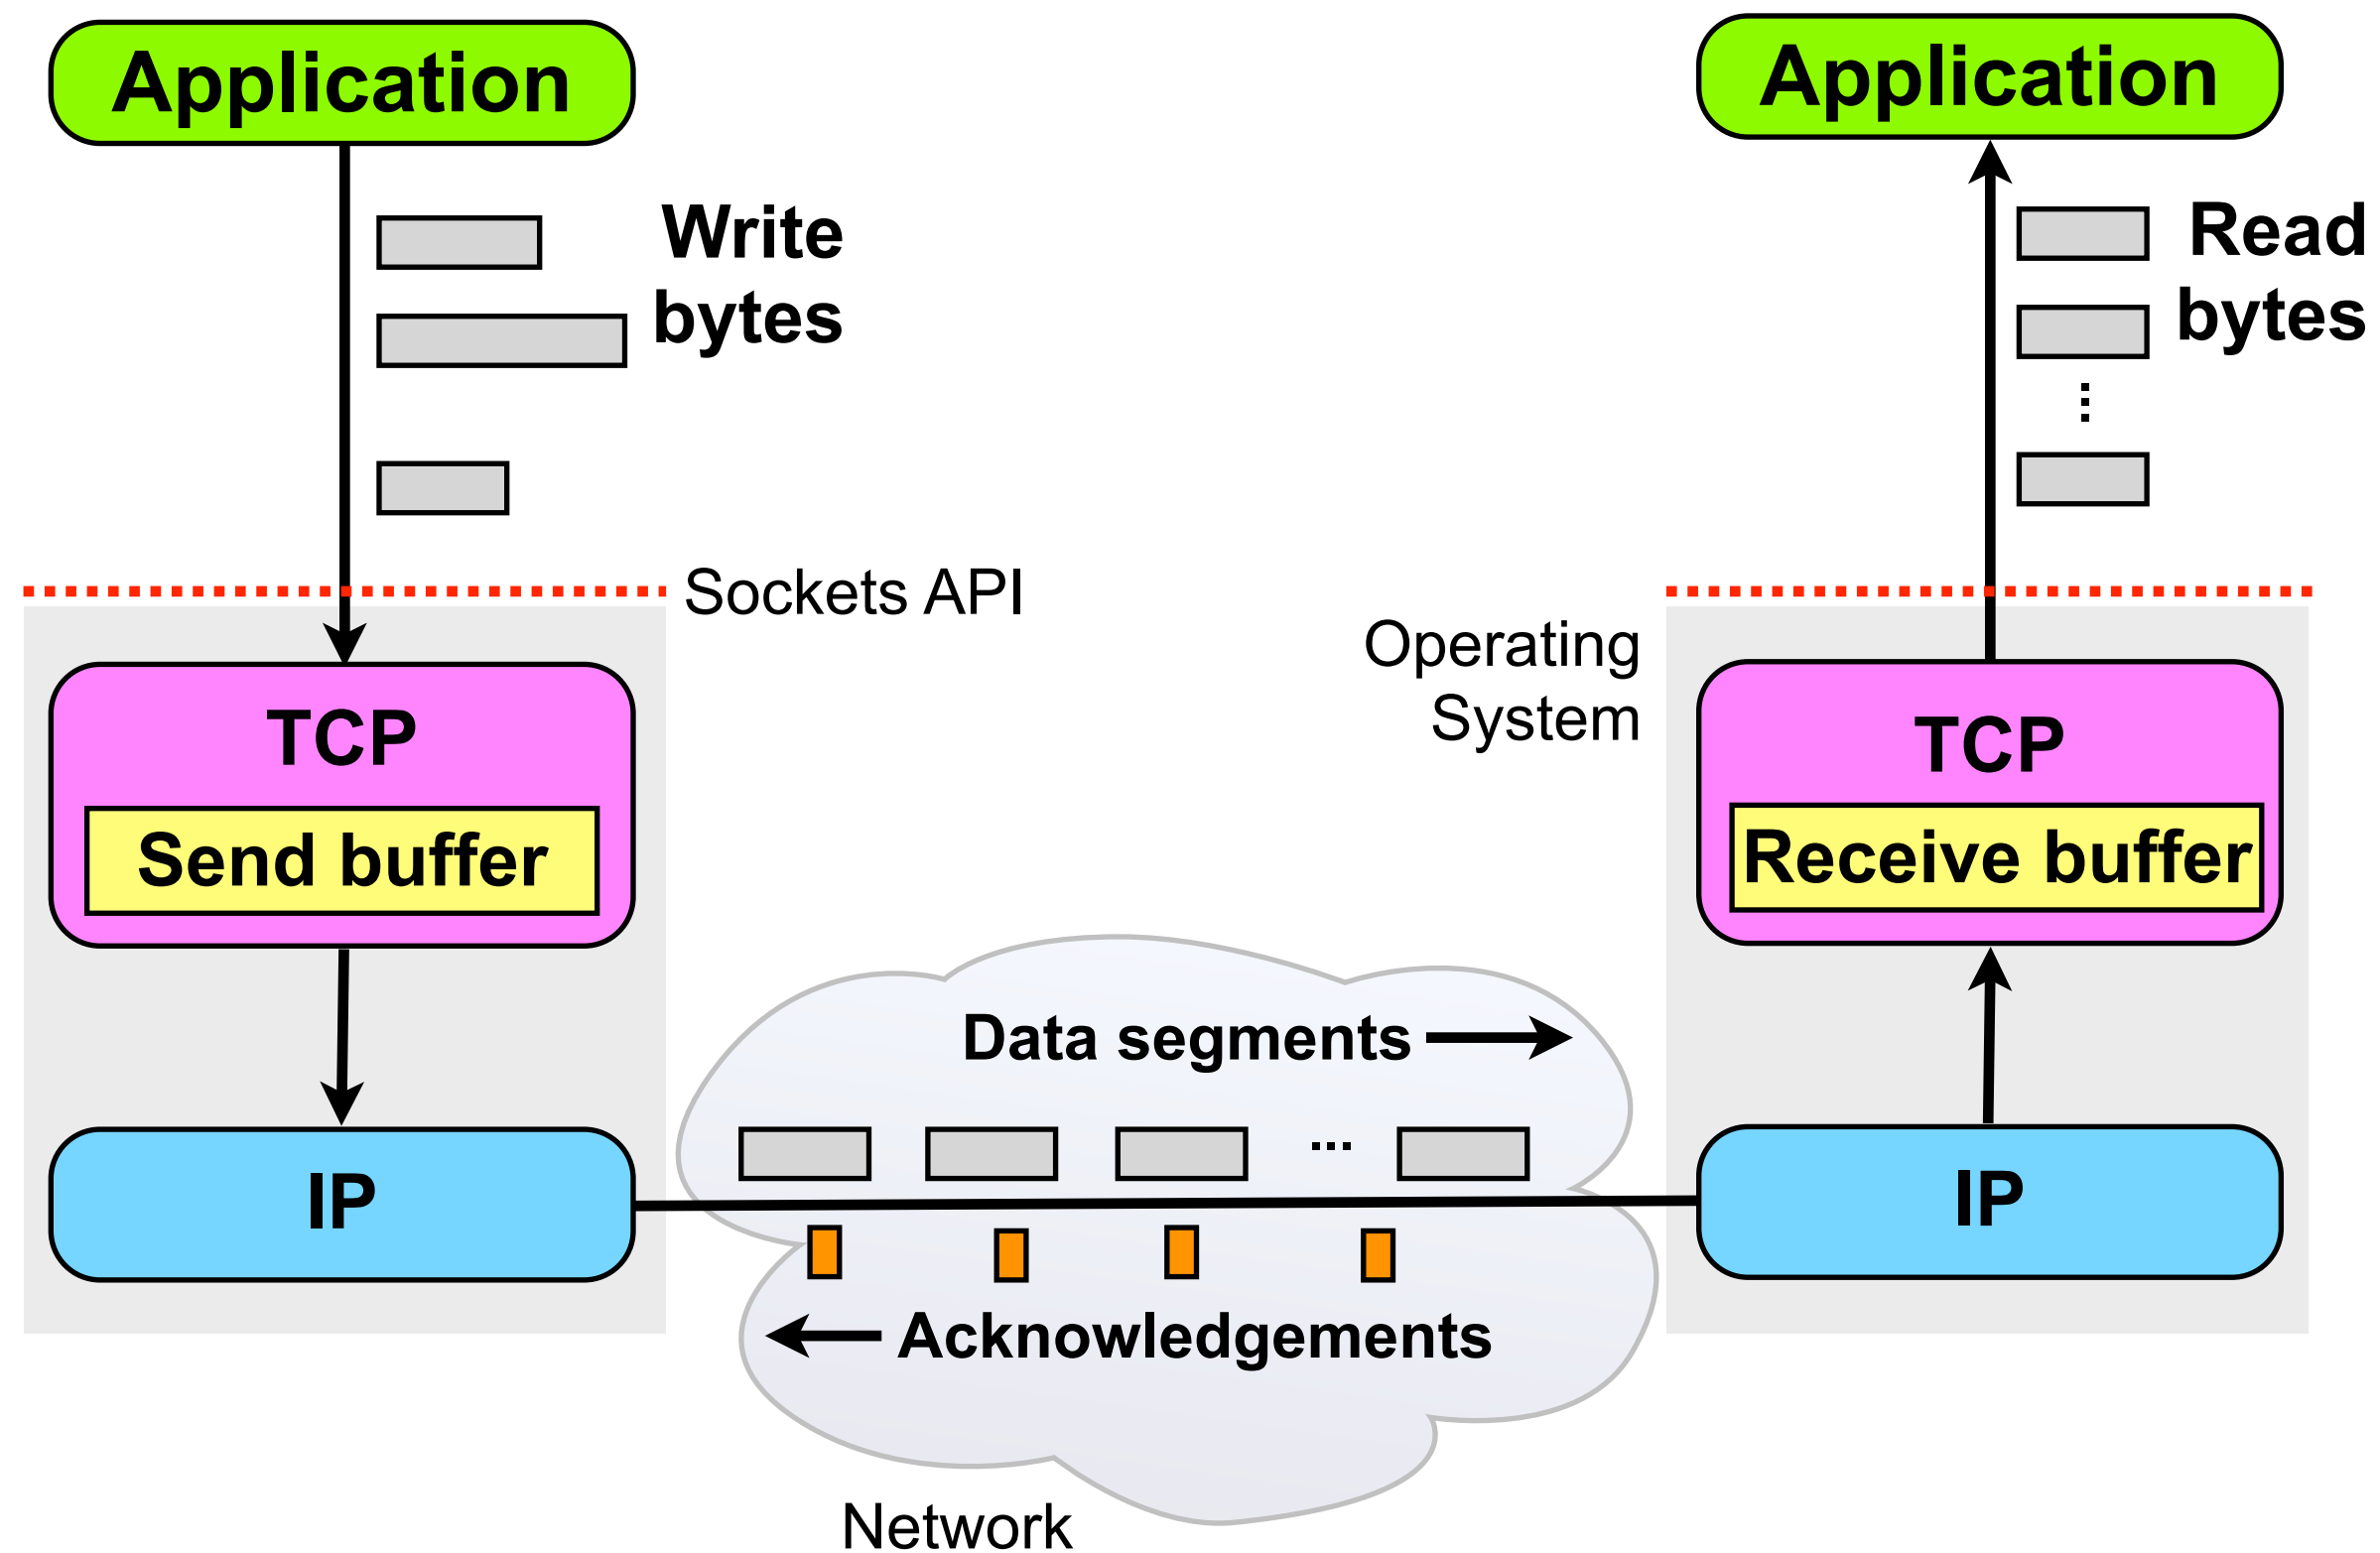 Application
Application
Write
bytes
Read
bytes
Sockets API
Operating
System
TCP
Send buffer
TCP
Receive buffer
Data segments
IP
IP
Acknowledgements
Network